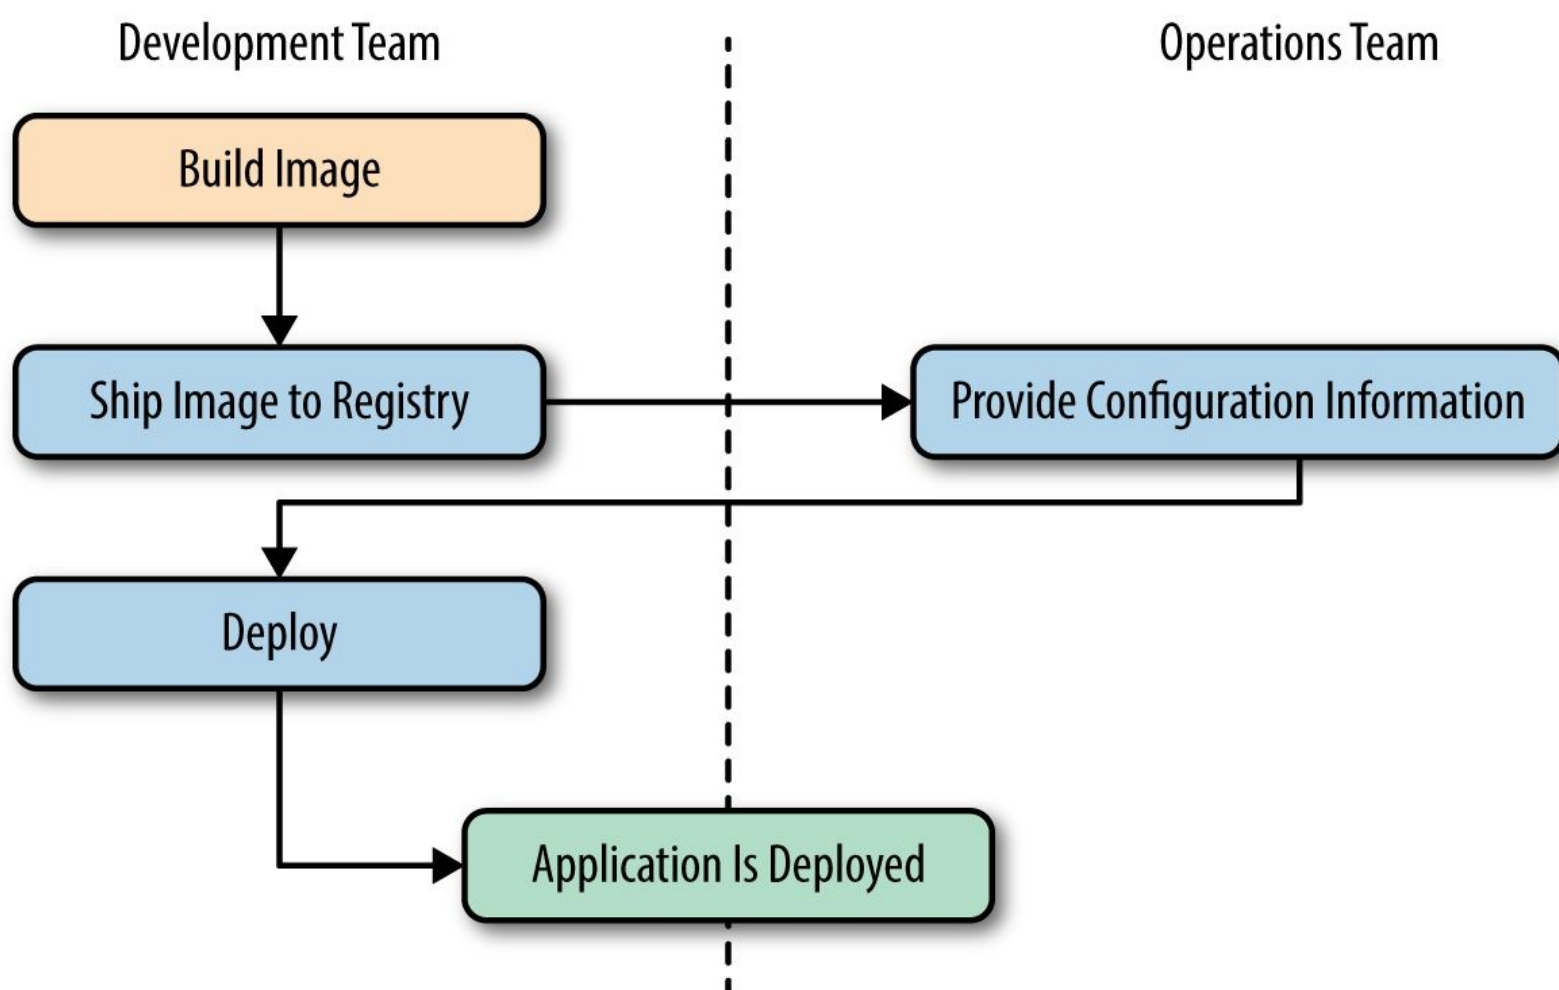 Development Team
Operations Team
Build Image
Ship Image to Registry
Provide Configuration Information
Deploy
Application Is Deployed